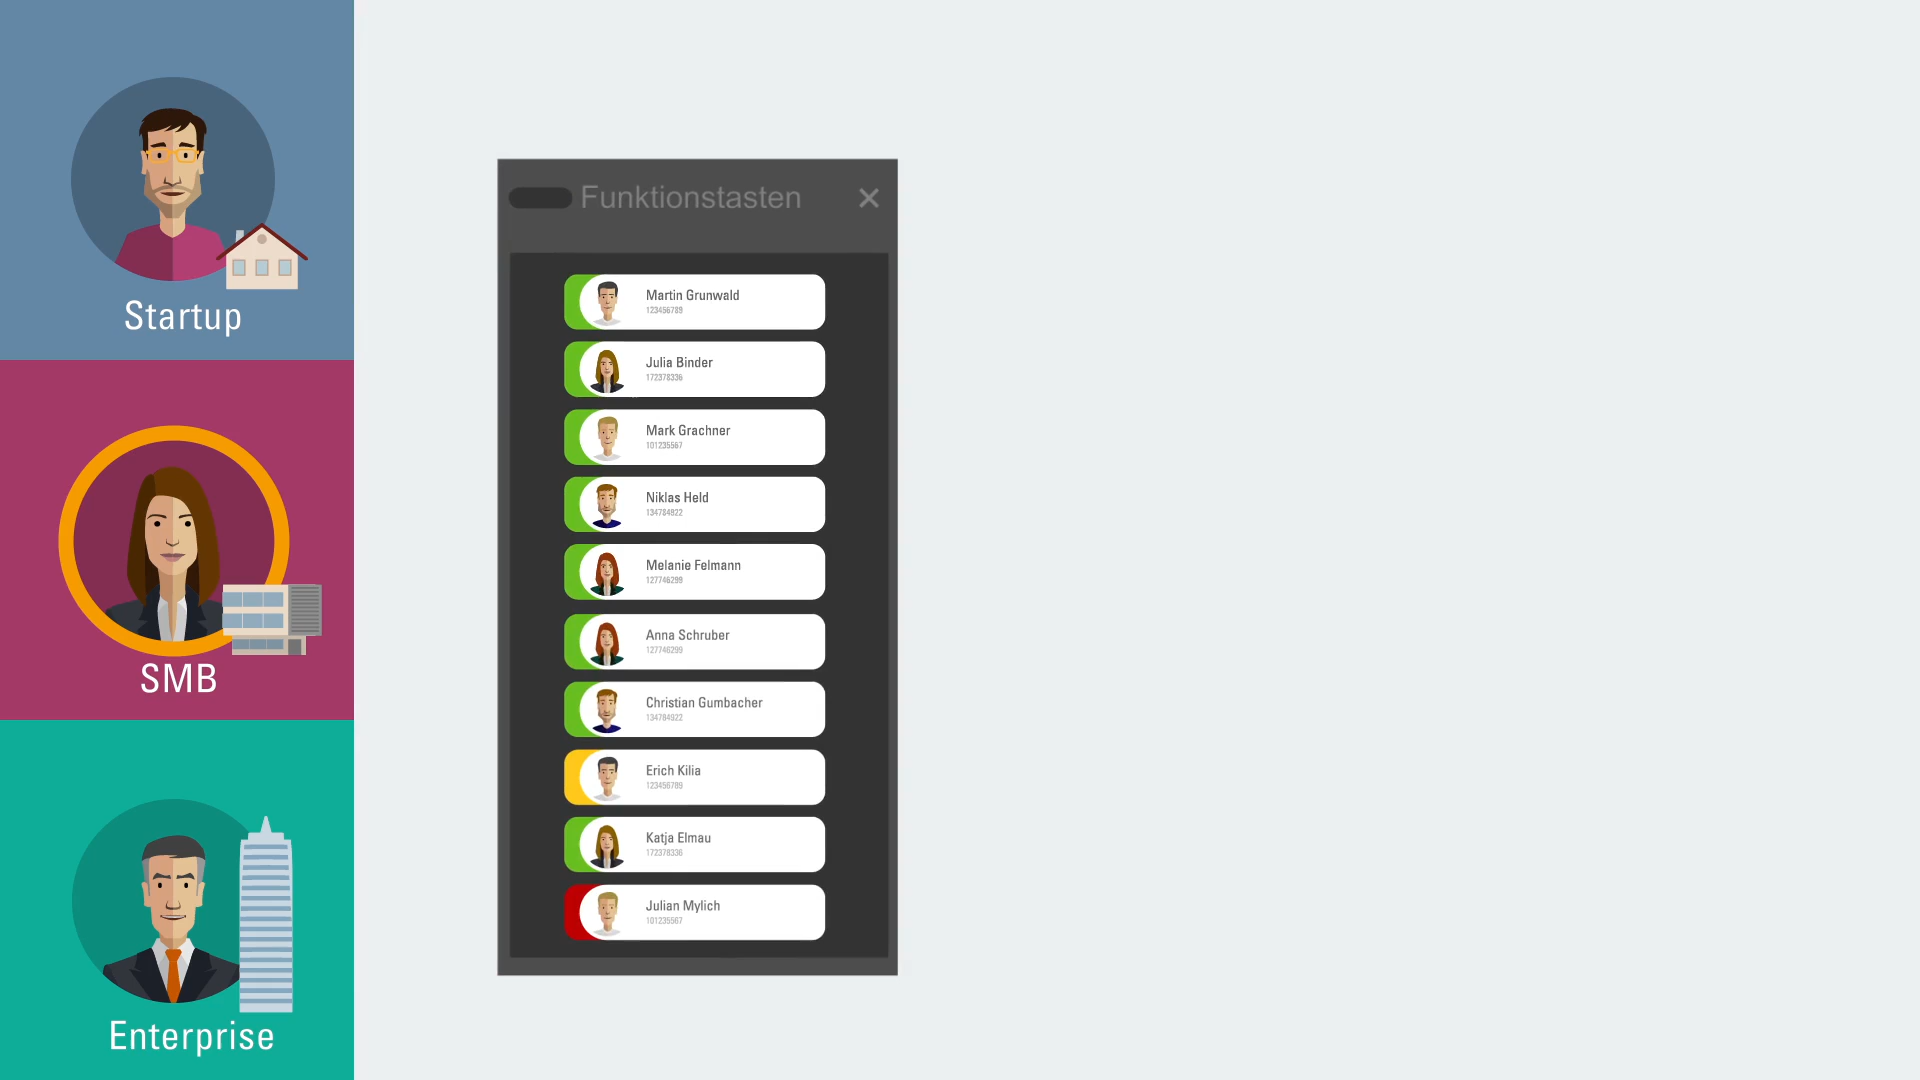 Startup
SMB
Enterprise
Funktionstasten
Martin Grunwald
123456789
Julia Binder
172378336
Mark Grachner
101235567
Niklas Held
134784922
Melanie Felmann
127746299
Anna Schruber
127746299
Christian Gumbacher
134784922
Erich Kilia
123456789
Katja Elmau
172378336
Julian Mylich
101235567